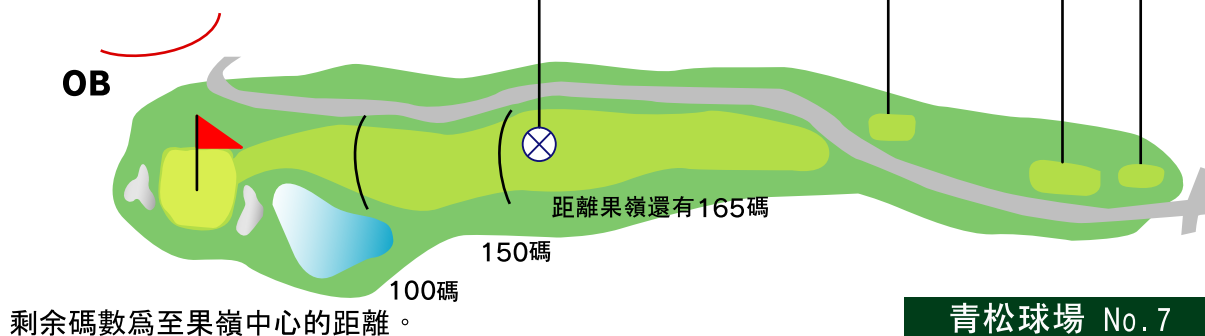 OB
距離果嶺還有165碼
150碼
100碼
剩余碼數為至果嶺中心的距離。
青松球場 No.7